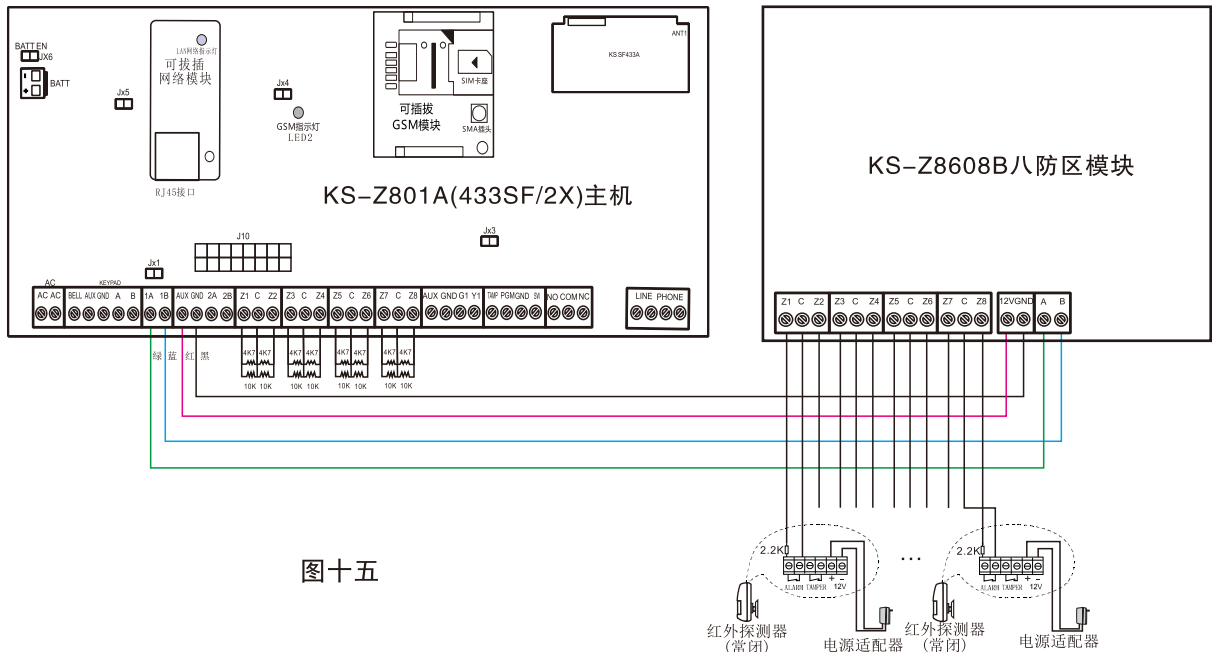 BATT EN
JX6
BATT
Jx5
LAN网络指示灯
可拔插
网络模块
RJ45接口
Jx4
GSM指示灯
LED2
SIM卡座
可插拔
GSM模块
SMA插头
KS SF433A
ANT1
KS-Z801A(433SF/2X)主机
KS-Z8608B八防区模块
J10
Jx3
Jx1
AC
KEYPAD
AC AC BELL AUX GND A B 1A 1B AUX GND 2A 2B Z1 C Z2 Z3 C Z4 Z5 C Z6 Z7 C Z8 AUX GND G1 Y1 TAMP PGM GND 9VI NO COM NC LINE PHONE
Z1 C Z2 Z3 C Z4 Z5 C Z6 Z7 C Z8 12V GND A B
绿 蓝 红 黑
4K7 4K7 4K7 4K7 4K7 4K7 4K7 4K7
10K 10K 10K 10K 10K 10K 10K 10K
图十五
2.2K
ALARM TAMPER + − 12V
红外探测器
(常闭)
电源适配器
...
2.2K
ALARM TAMPER + − 12V
红外探测器
(常闭)
电源适配器